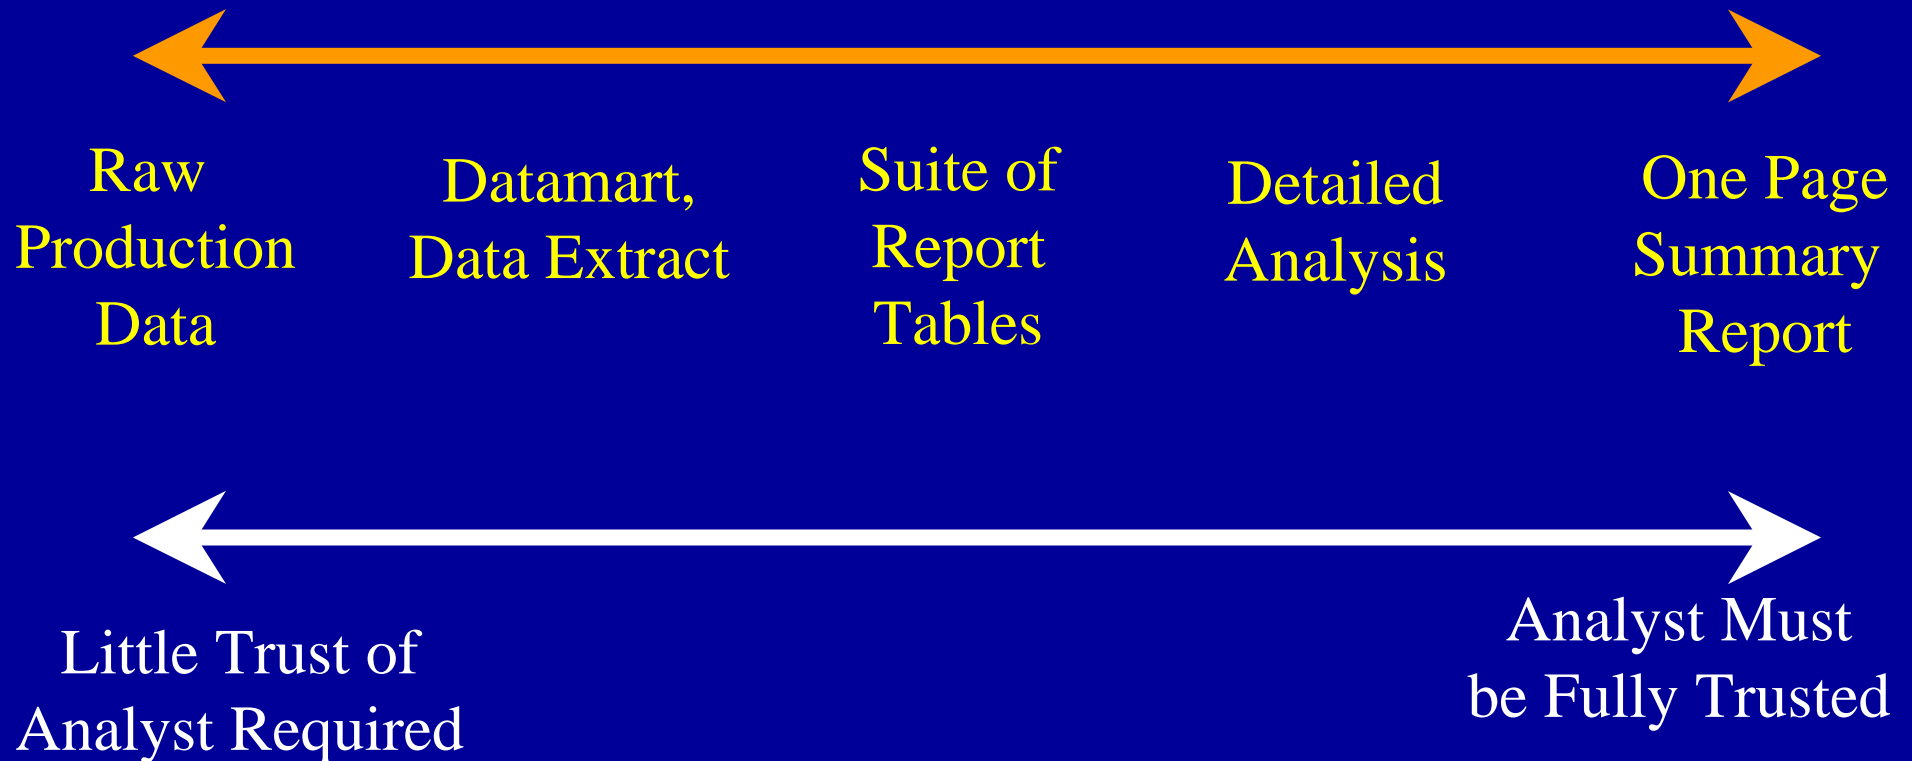 Raw
Production
Data
Datamart,
Data Extract
Suite of
Report
Tables
Detailed
Analysis
One Page
Summary
Report
Little Trust of
Analyst Required
Analyst Must
be Fully Trusted